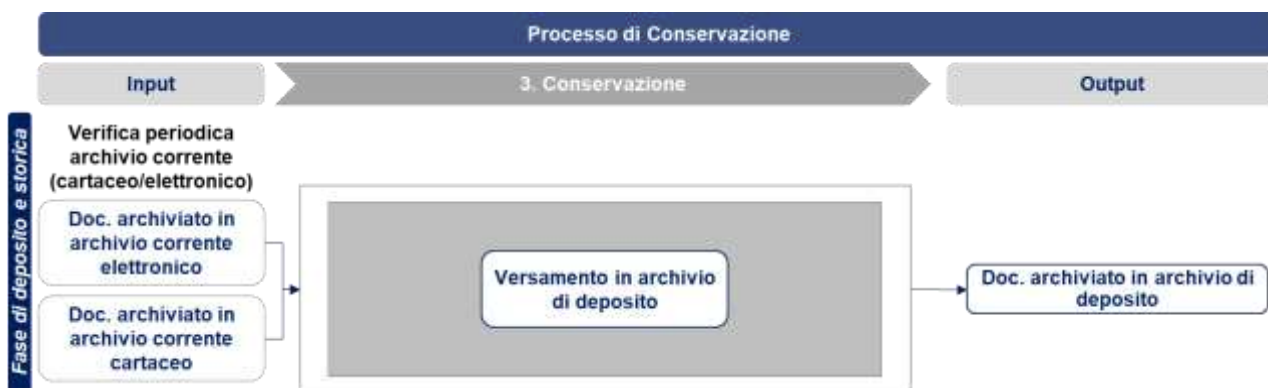 Processo di Conservazione
Input
3. Conservazione
Output
Fase di deposito e storica
Verifica periodica
archivio corrente
(cartaceo/elettronico)
Doc. archiviato in
archivio corrente
elettronico
Doc. archiviato in
archivio corrente
cartaceo
Versamento in archivio
di deposito
Doc. archiviato in archivio di
deposito